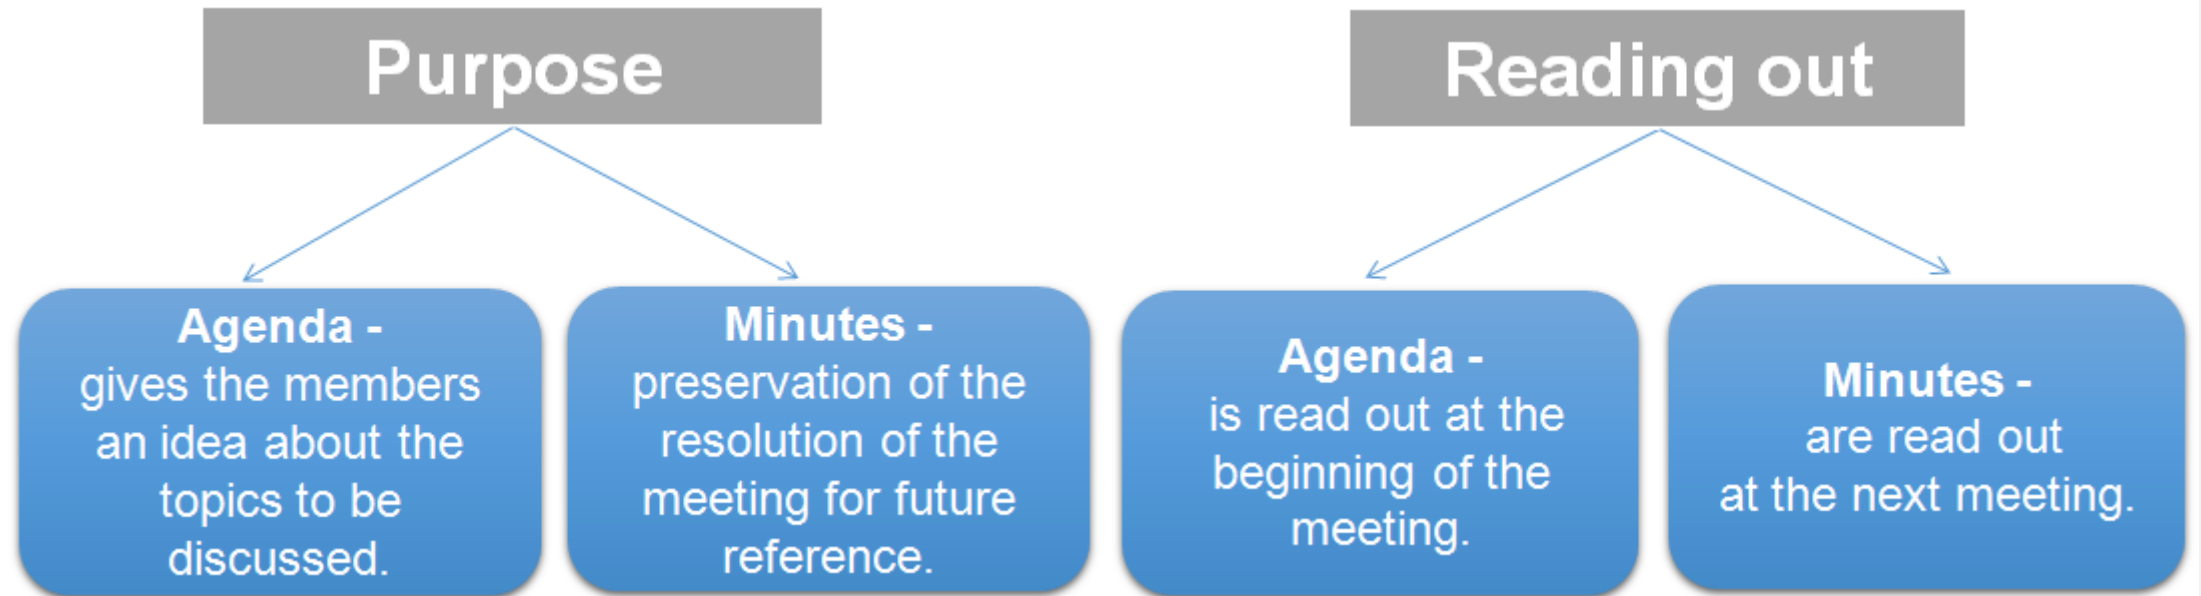 Purpose
Agenda -
gives the members
an idea about the
topics to be
discussed.
Minutes -
preservation of the
resolution of the
meeting for future
reference.
Reading out
Agenda -
is read out at the
beginning of the
meeting.
Minutes -
are read out
at the next meeting.